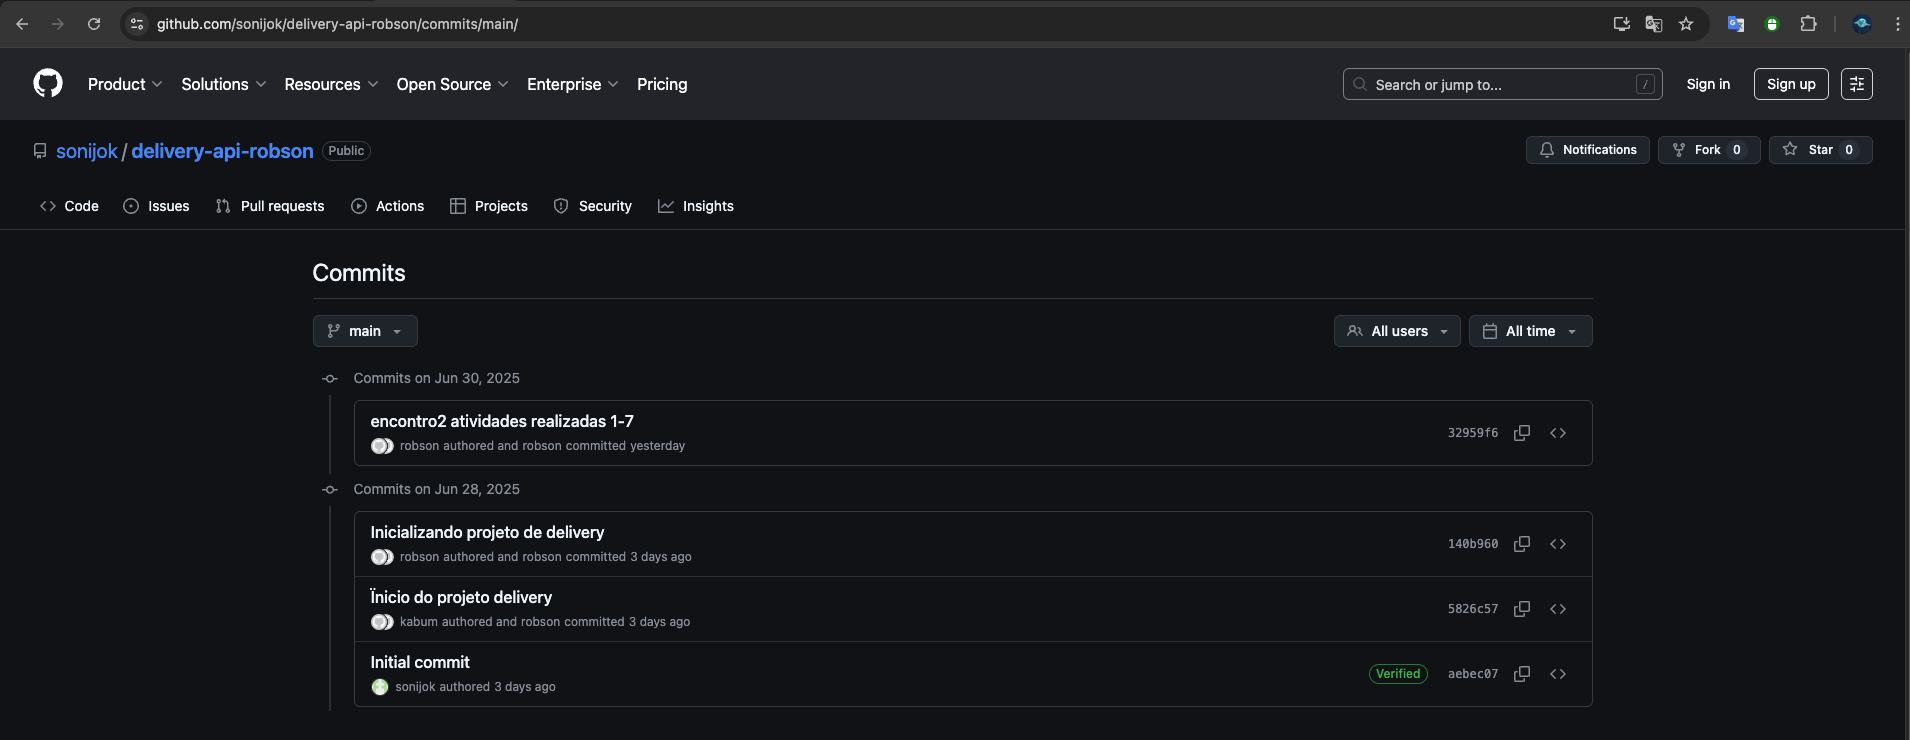 github.com/sonijok/delivery-api-robson/commits/main/
Product Solutions Resources Open Source Enterprise Pricing Search or jump to... / Sign in Sign up
sonijok / delivery-api-robson Public Notifications Fork 0 Star 0
Code Issues Pull requests Actions Projects Security Insights
Commits
main All users All time
Commits on Jun 30, 2025
encontro2 atividades realizadas 1-7
robson authored and robson committed yesterday
32959f6
Commits on Jun 28, 2025
Inicializando projeto de delivery
robson authored and robson committed 3 days ago
140b960
Ïnicio do projeto delivery
kabum authored and robson committed 3 days ago
5826c57
Initial commit
sonijok authored 3 days ago
Verified aebec07